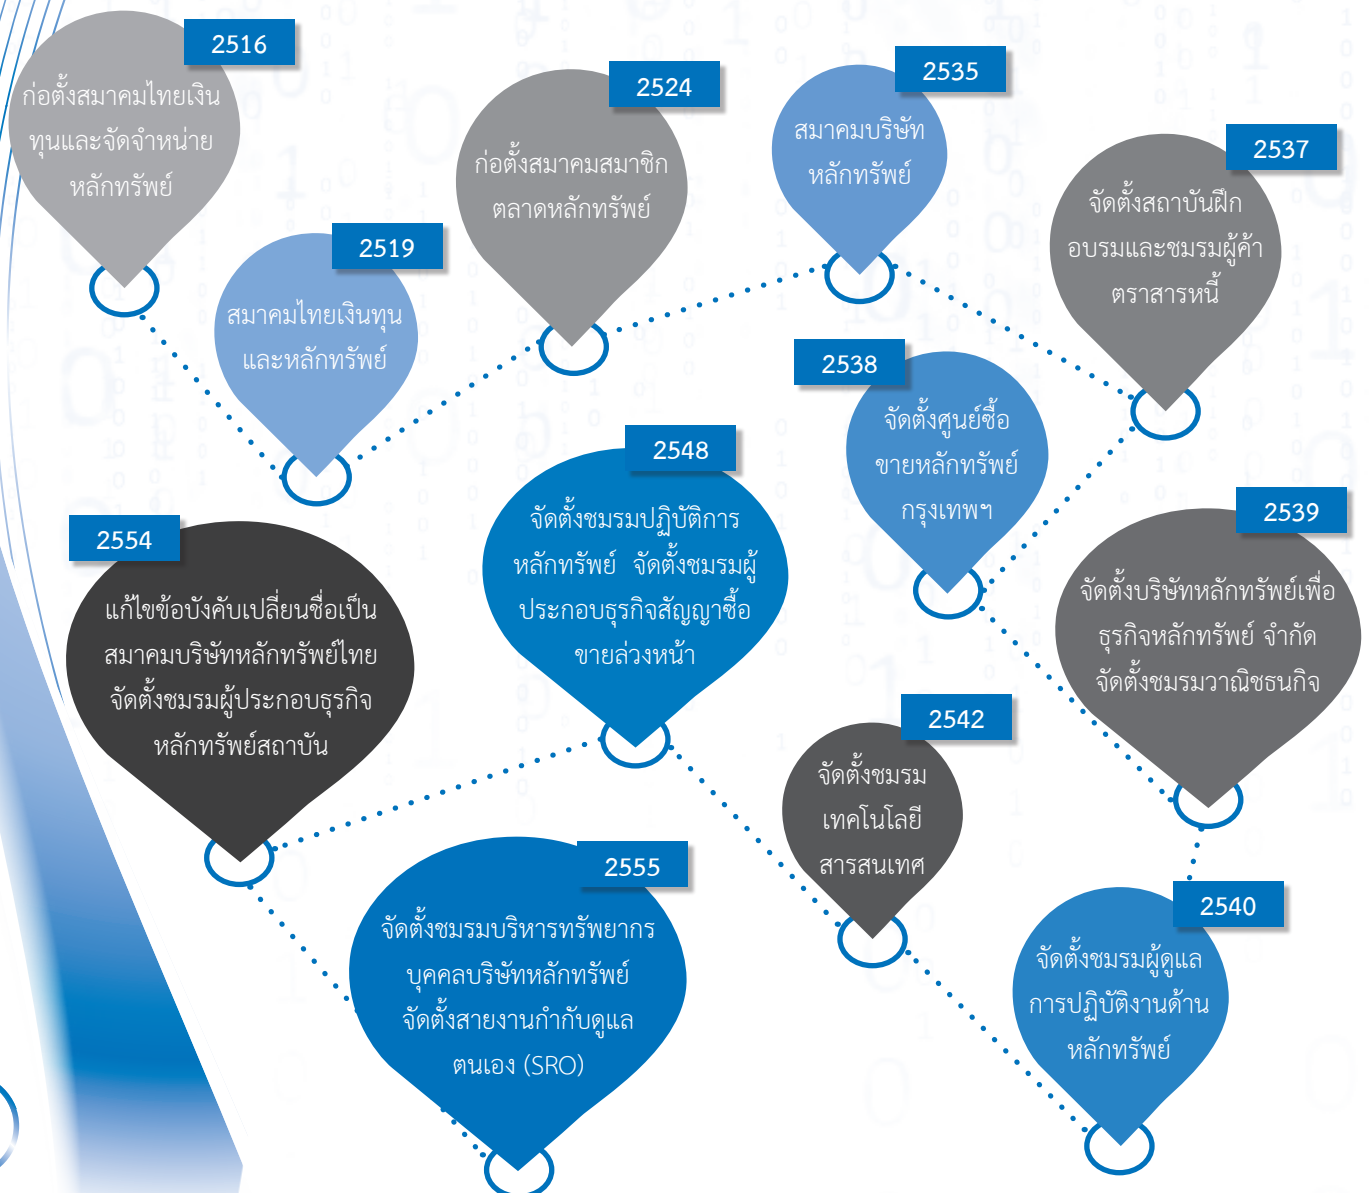 2516
ก่อตั้งสมาคมไทยเงิน
ทุนและจัดจำหน่าย
หลักทรัพย์
2519
สมาคมไทยเงินทุน
และหลักทรัพย์
2524
ก่อตั้งสมาคมสมาชิก
ตลาดหลักทรัพย์
2535
สมาคมบริษัท
หลักทรัพย์
2537
จัดตั้งสถาบันฝึก
อบรมและชมรมผู้ค้า
ตราสารหนี้
2538
จัดตั้งศูนย์ซื้อ
ขายหลักทรัพย์
กรุงเทพฯ
2539
จัดตั้งบริษัทหลักทรัพย์เพื่อ
ธุรกิจหลักทรัพย์ จำกัด
จัดตั้งชมรมวาณิชธนกิจ
2540
จัดตั้งชมรมผู้ดูแล
การปฏิบัติงานด้าน
หลักทรัพย์
2542
จัดตั้งชมรม
เทคโนโลยี
สารสนเทศ
2548
จัดตั้งชมรมปฏิบัติการ
หลักทรัพย์ จัดตั้งชมรมผู้
ประกอบธุรกิจสัญญาซื้อ
ขายล่วงหน้า
2554
แก้ไขข้อบังคับเปลี่ยนชื่อเป็น
สมาคมบริษัทหลักทรัพย์ไทย
จัดตั้งชมรมผู้ประกอบธุรกิจ
หลักทรัพย์สถาบัน
2555
จัดตั้งชมรมบริหารทรัพยากร
บุคคลบริษัทหลักทรัพย์
จัดตั้งสายงานกำกับดูแล
ตนเอง (SRO)